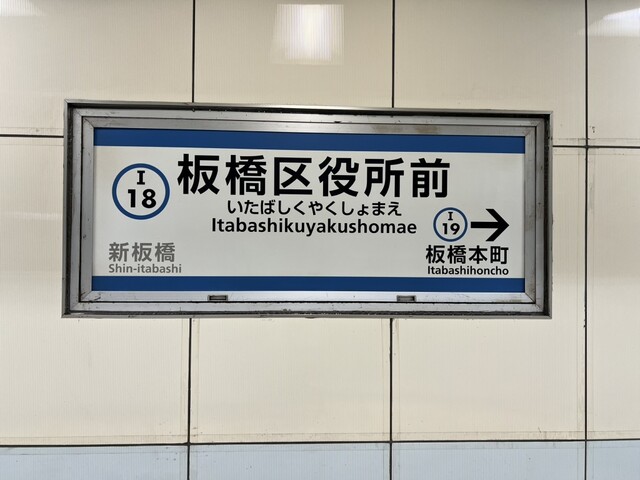 I
18
板橋区役所前
いたばしくやくしょまえ
Itabashikuyakushomae
新板橋
Shin-itabashi
I
19
板橋本町
Itabashihoncho